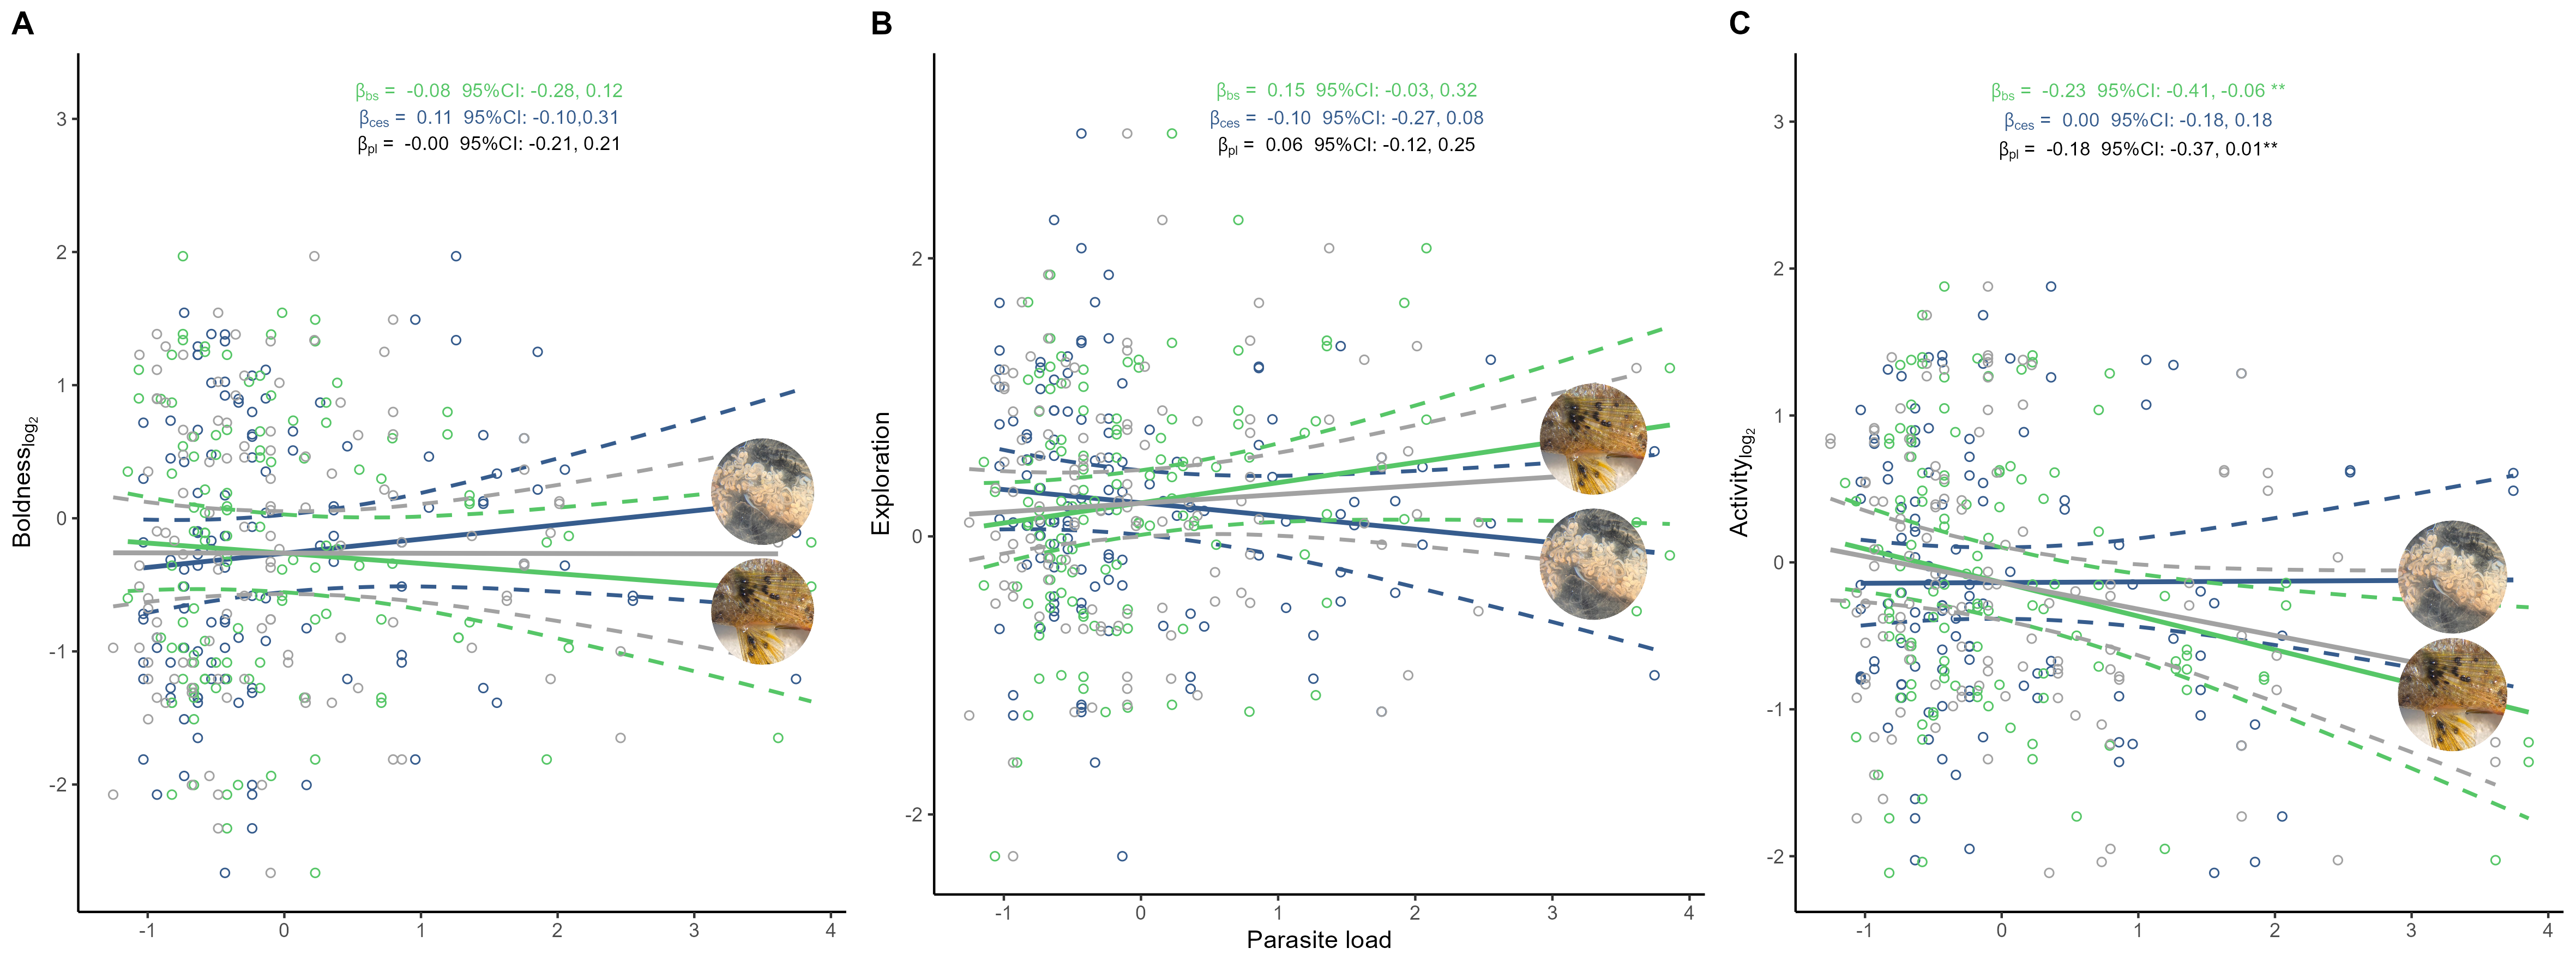 A
B
C
βbs = -0.08 95%CI: -0.28, 0.12
βces = 0.11 95%CI: -0.10,0.31
βpl = -0.00 95%CI: -0.21, 0.21
βbs = 0.15 95%CI: -0.03, 0.32
βces = -0.10 95%CI: -0.27, 0.08
βpl = 0.06 95%CI: -0.12, 0.25
βbs = -0.23 95%CI: -0.41, -0.06 **
βces = 0.00 95%CI: -0.18, 0.18
βpl = -0.18 95%CI: -0.37, 0.01**
Boldnesslog2
3
2
1
0
-1
-2
-1
0
1
2
3
4
Exploration
2
0
-2
-1
0
1
2
3
4
Parasite load
Activitylog2
3
2
1
0
-1
-2
-1
0
1
2
3
4